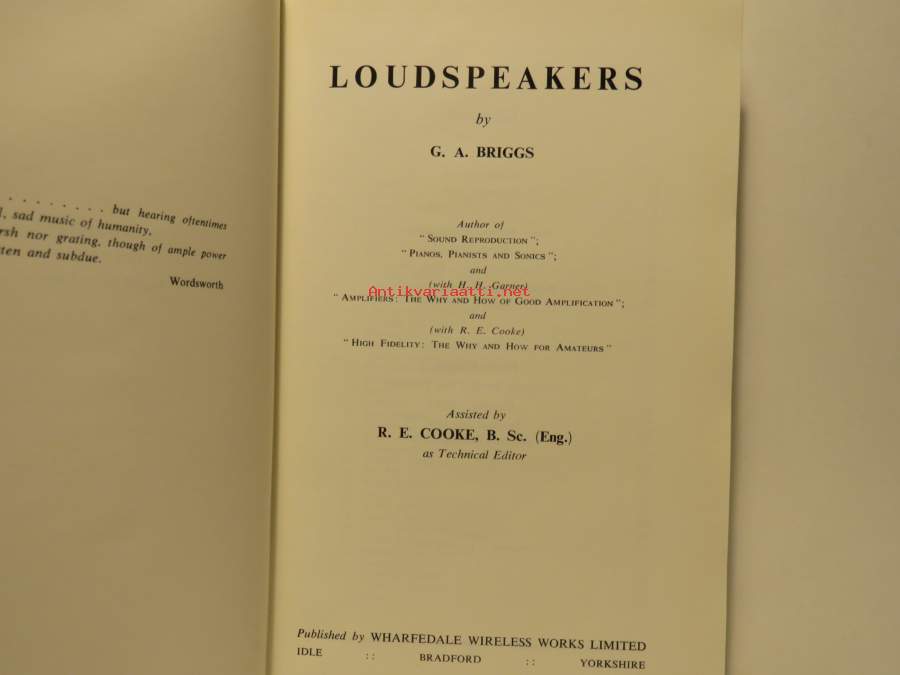 . . . . . . . . but hearing oftentimes
sad music of humanity,
nor grating, though of ample power
and subdue.
Wordsworth
LOUDSPEAKERS
by
G. A. BRIGGS
Author of
"SOUND REPRODUCTION";
"PIANOS, PIANISTS AND SONICS";
and
(with H. H. Garner)
Antikvariaatti.net
"AMPLIFIERS: THE WHY AND HOW OF GOOD AMPLIFICATION";
and
(with R. E. Cooke)
"HIGH FIDELITY: THE WHY AND HOW FOR AMATEURS"
Assisted by
R. E. COOKE, B. Sc. (Eng.)
as Technical Editor
Published by WHARFEDALE WIRELESS WORKS LIMITED
IDLE :: BRADFORD :: YORKSHIRE